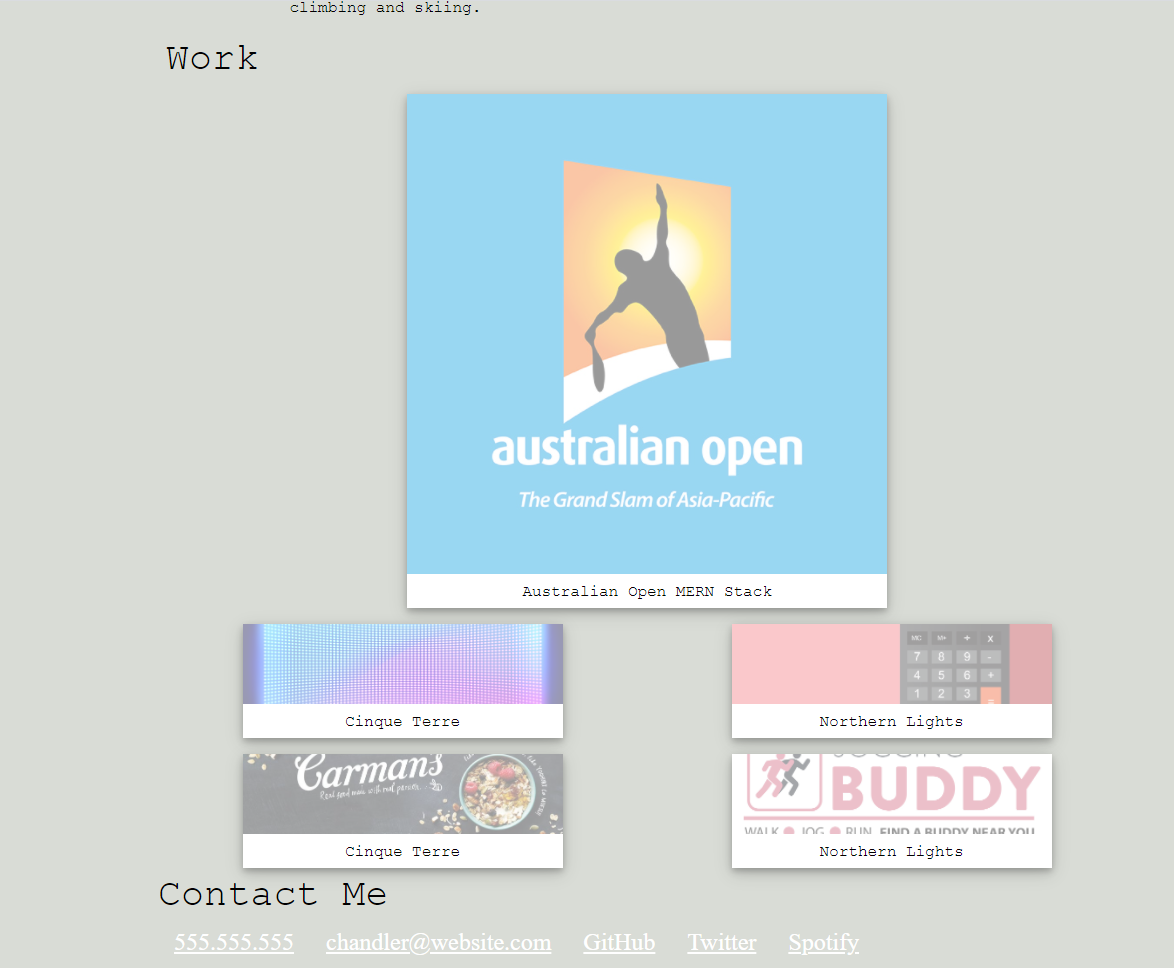 climbing and skiing.
Work
australian open
The Grand Slam of Asia-Pacific
Australian Open MERN Stack
MC M+ ÷ x
7 8 9 -
4 5 6 +
1 2 3 =
Cinque Terre
Northern Lights
Carman's
Real food made with real passion.
JOGGING
BUDDY
WALK JOG RUN FIND A BUDDY NEAR YOU
Cinque Terre
Northern Lights
Contact Me
555.555.555 chandler@website.com GitHub Twitter Spotify